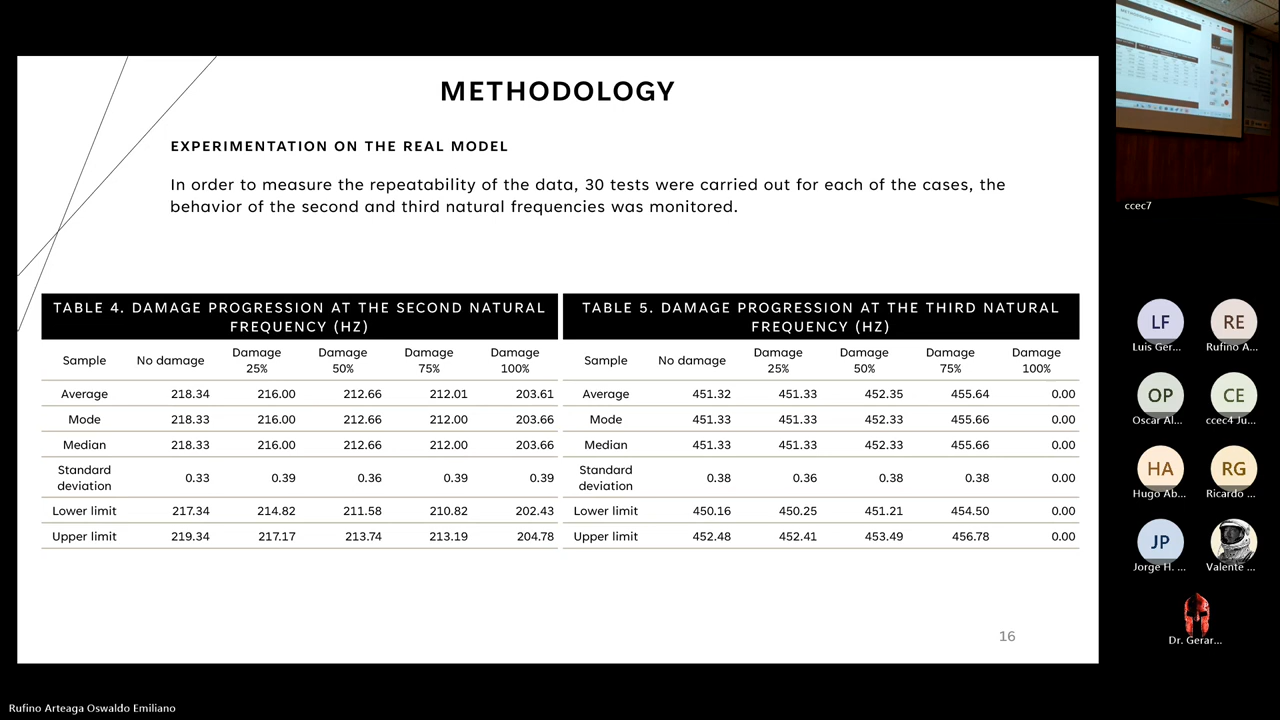 METHODOLOGY
EXPERIMENTATION ON THE REAL MODEL
In order to measure the repeatability of the data, 30 tests were carried out for each of the cases, the
behavior of the second and third natural frequencies was monitored.
TABLE 4. DAMAGE PROGRESSION AT THE SECOND NATURAL
FREQUENCY (HZ)
Sample No damage Damage 25% Damage 50% Damage 75% Damage 100%
Average 218.34 216.00 212.66 212.01 203.61
Mode 218.33 216.00 212.66 212.00 203.66
Median 218.33 216.00 212.66 212.00 203.66
Standard deviation 0.33 0.39 0.36 0.39 0.39
Lower limit 217.34 214.82 211.58 210.82 202.43
Upper limit 219.34 217.17 213.74 213.19 204.78
TABLE 5. DAMAGE PROGRESSION AT THE THIRD NATURAL
FREQUENCY (HZ)
Sample No damage Damage 25% Damage 50% Damage 75% Damage 100%
Average 451.32 451.33 452.35 455.64 0.00
Mode 451.33 451.33 452.33 455.66 0.00
Median 451.33 451.33 452.33 455.66 0.00
Standard deviation 0.38 0.36 0.38 0.38 0.00
Lower limit 450.16 450.25 451.21 454.50 0.00
Upper limit 452.48 452.41 453.49 456.78 0.00
16
Rufino Arteaga Oswaldo Emiliano
ccec7
LF RE
Luis Ger... Rufino A...
OP CE
Oscar Al... ccec4 Ju...
HA RG
Hugo Ab... Ricardo ...
JP
Jorge H. ... Valente ...
Dr. Gerar...